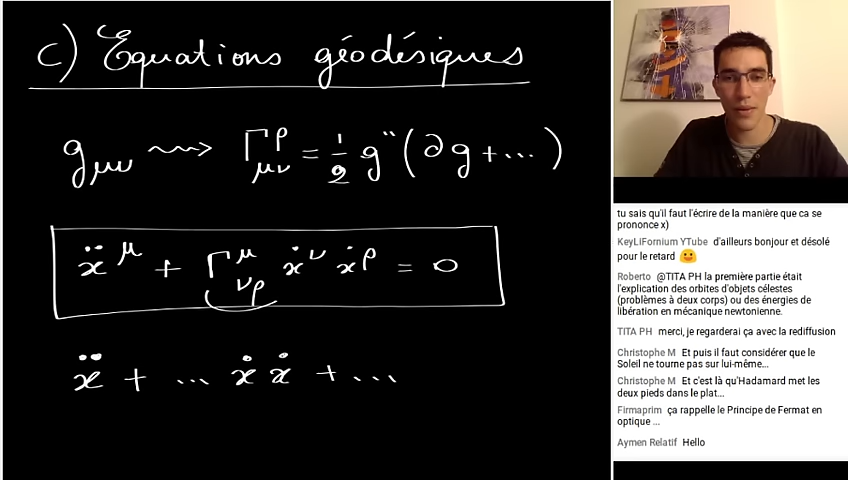 c) Equations géodésiques
g_μν ⟿ Γ^ρ_μν = 1/2 g'' (∂g + ...)
ẍ^μ + Γ^μ_νρ ẋ^ν ẋ^ρ = 0
ẍ + ... ẋ ẋ + ...
tu sais qu'il faut l'écrire de la manière que ca se
prononce x)
KeyLiFornium YTube d'ailleurs bonjour et désolé
pour le retard 🙂
Roberto @TITA PH la première partie était
l'explication des orbites d'objets célestes
(problèmes à deux corps) ou des énergies de
libération en mécanique newtonienne.
TITA PH merci, je regarderai ça avec la rediffusion
Christophe M Et puis il faut considérer que le
Soleil ne tourne pas sur lui-même...
Christophe M Et c'est là qu'Hadamard met les
deux pieds dans le plat...
Firmaprim ça rappelle le Principe de Fermat en
optique ...
Aymen Relatif Hello